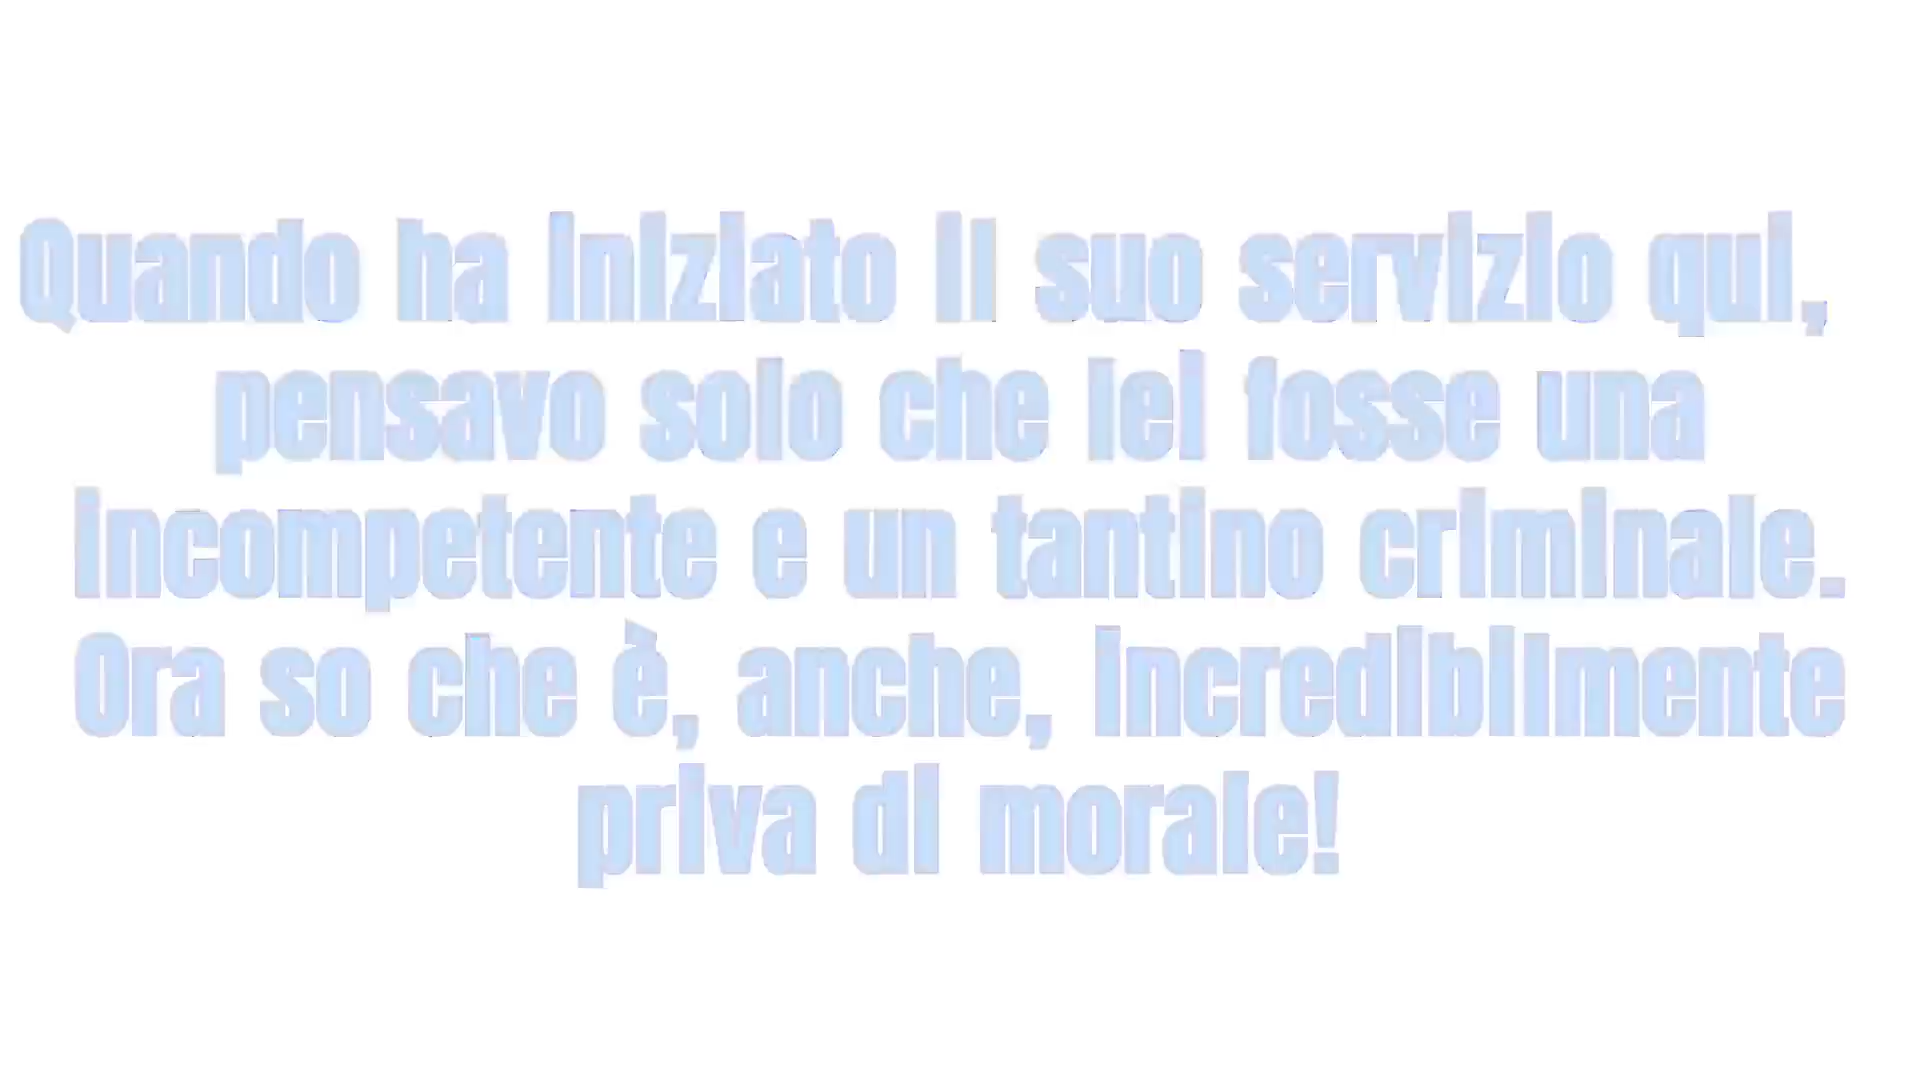 Quando ha iniziato il suo servizio qui,
pensavo solo che lei fosse una
incompetente e un tantino criminale.
Ora so che è, anche, incredibilmente
priva di morale!